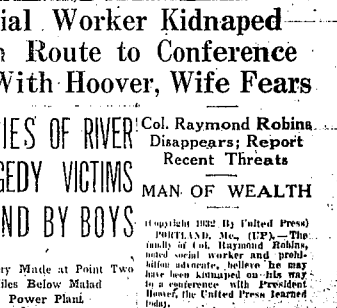 ial Worker Kidnaped
Route to Conference
With Hoover, Wife Fears
IES OF RIVER
GEDY VICTIMS
ND BY BOYS
ry Made at Point Two
iles Below Malad
Power Plant
Col. Raymond Robins
Disappears; Report
Recent Threats
MAN OF WEALTH
(Copyright 1932 By United Press)
PORTLAND, Me., (UP).—The
family of Col. Raymond Robins,
noted social worker and prohi-
bition advocate, believe he may
have been kidnaped on his way
to a conference with President
Hoover, the United Press learned
today.